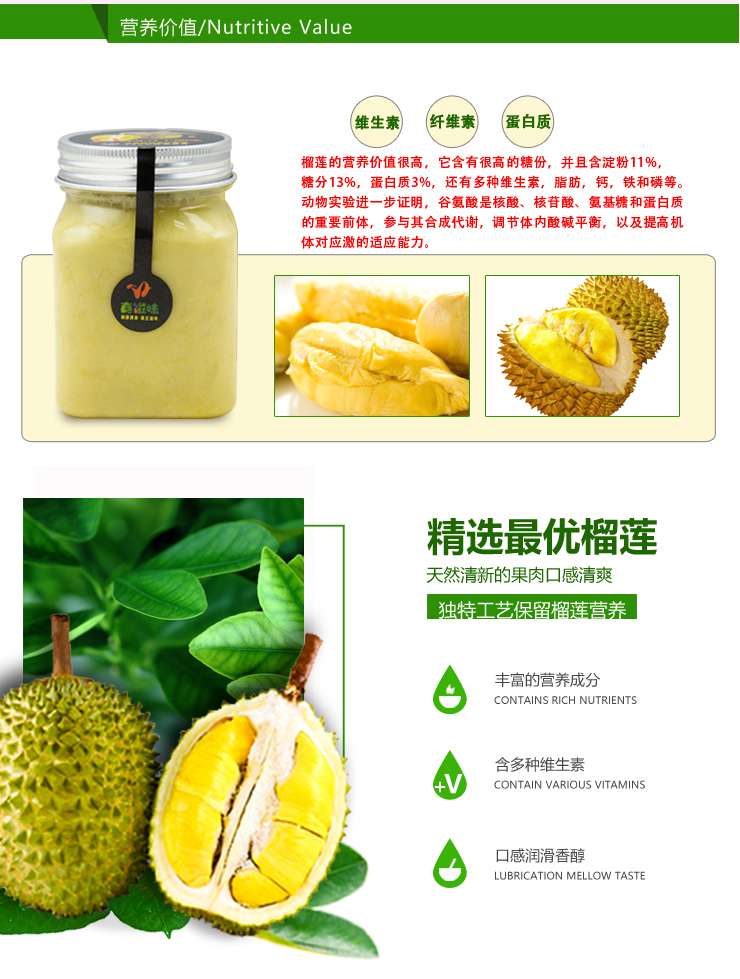 营养价值/Nutritive Value
维生素 纤维素 蛋白质
榴莲的营养价值很高，它含有很高的糖份，并且含淀粉11%，
糖分13%，蛋白质3%，还有多种维生素，脂肪，钙，铁和磷等。
动物实验进一步证明，谷氨酸是核酸、核苷酸、氨基糖和蛋白质
的重要前体，参与其合成代谢，调节体内酸碱平衡，以及提高机
体对应激的适应能力。
精选最优榴莲
天然清新的果肉口感清爽
独特工艺保留榴莲营养
丰富的营养成分
CONTAINS RICH NUTRIENTS
+V
含多种维生素
CONTAIN VARIOUS VITAMINS
口感润滑香醇
LUBRICATION MELLOW TASTE